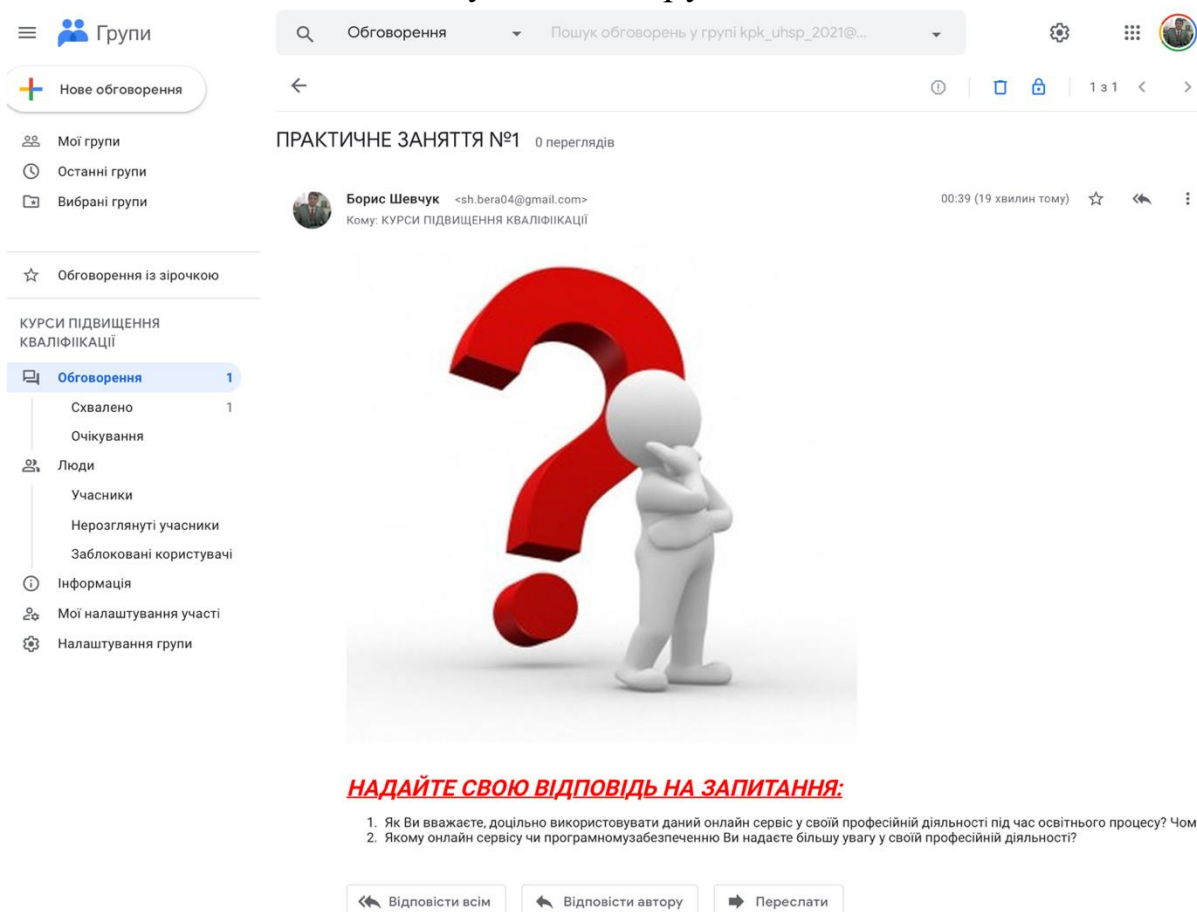 Групи
Обговорення
Пошук обговорень у групі kpk_uhsp_2021@...
Нове обговорення
1 з 1
Мої групи
Останні групи
Вибрані групи
ПРАКТИЧНЕ ЗАНЯТТЯ №1 0 переглядів
Борис Шевчук <sh.bera04@gmail.com>
00:39 (19 хвилин тому)
Кому: КУРСИ ПІДВИЩЕННЯ КВАЛІФІІКАЦІЇ
Обговорення із зірочкою
КУРСИ ПІДВИЩЕННЯ
КВАЛІФІІКАЦІЇ
Обговорення 1
Схвалено 1
Очікування
Люди
Учасники
Нерозглянуті учасники
Заблоковані користувачі
Інформація
Мої налаштування участі
Налаштування групи
НАДАЙТЕ СВОЮ ВІДПОВІДЬ НА ЗАПИТАННЯ:
1. Як Ви вважаєте, доцільно використовувати даний онлайн сервіс у своїй професійній діяльності під час освітнього процесу? Чом
2. Якому онлайн сервісу чи програмномузабезпеченню Ви надаєте більшу увагу у своїй професійній діяльності?
Відповісти всім
Відповісти автору
Переслати